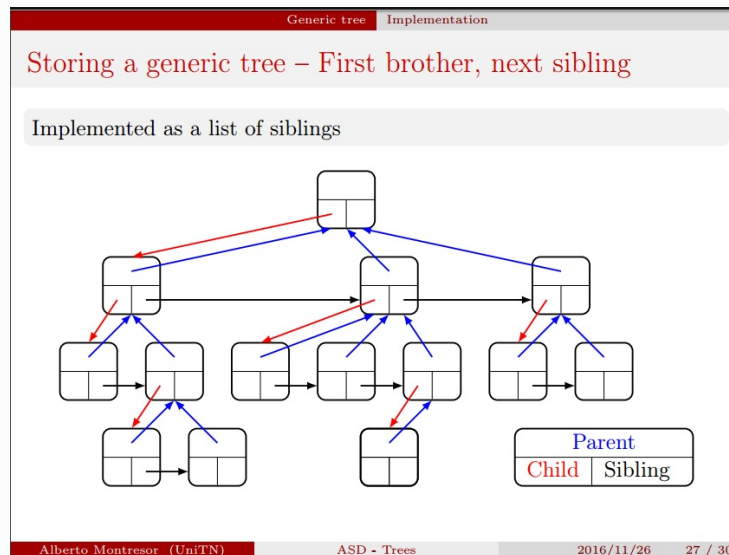 Generic tree Implementation
Storing a generic tree – First brother, next sibling
Implemented as a list of siblings
Parent
Child Sibling
Alberto Montresor (UniTN) ASD - Trees 2016/11/26 27 / 30